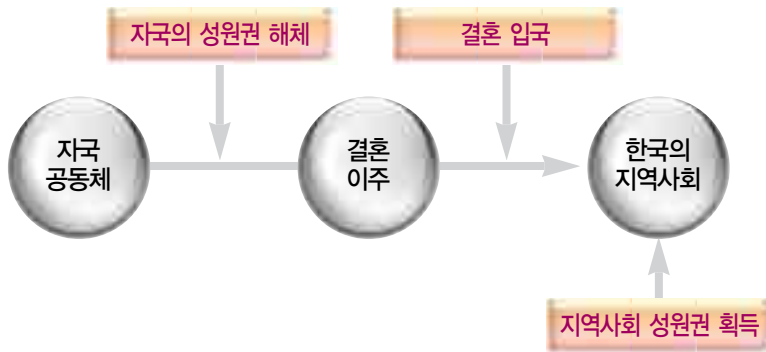 자국의 성원권 해체
결혼 입국
자국
공동체
결혼
이주
한국의
지역사회
지역사회 성원권 획득